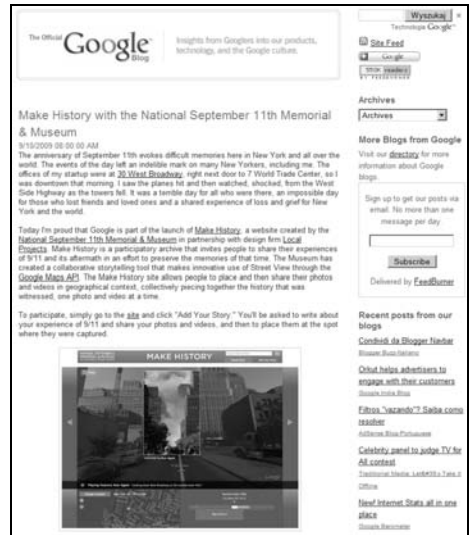 The Official
Google
Blog
Insights from Googlers into our products,
technology, and the Google culture.
Make History with the National September 11th Memorial
& Museum
9/10/2009 08:00:00 AM
The anniversary of September 11th evokes difficult memories here in New York and all over the
world. The events of the day left an indelible mark on many New Yorkers, including me. The
offices of my startup were at 30 West Broadway, right next door to 7 World Trade Center, so I
was downtown that morning. I saw the planes hit and then watched, shocked, from the West
Side Highway as the towers fell. It was a terrible day for all who were there, an impossible day
for those who lost friends and loved ones and a shared experience of loss and grief for New
York and the world.
Today I'm proud that Google is part of the launch of Make History, a website created by the
National September 11th Memorial & Museum in partnership with design firm Local
Projects. Make History is a participatory archive that invites people to share their experiences
of 9/11 and its aftermath in an effort to preserve the memories of that time. The Museum has
created a collaborative storytelling tool that makes innovative use of Street View through the
Google Maps API. The Make History site allows people to place and then share their photos
and videos in geographical context, collectively piecing together the history that was
witnessed, one photo and video at a time.
To participate, simply go to the site and click "Add Your Story." You'll be asked to write about
your experience of 9/11 and share your photos and videos, and then to place them at the spot
where they were captured.
MAKE HISTORY
Wyszukaj
Technologia Google
Site Feed
Google
readers
Archives
Archives
More Blogs from Google
Visit our directory for more
information about Google
blogs.
Sign up to get our posts via
email. No more than one
message per day.
Subscribe
Delivered by FeedBurner
Recent posts from our
blogs
Condividi da Blogger Navbar
Blogger Buzz-Italiano
Orkut helps advertisers to
engage with their customers
Google India Blog
Filtros "vazando"? Saiba como
resolver
AdSense Blog-Portuguese
Celebrity panel to judge TV for
All contest
Traditional Media: Let&#39;s Take it
Offline
New! Internet Stats all in one
place
Google Barometer